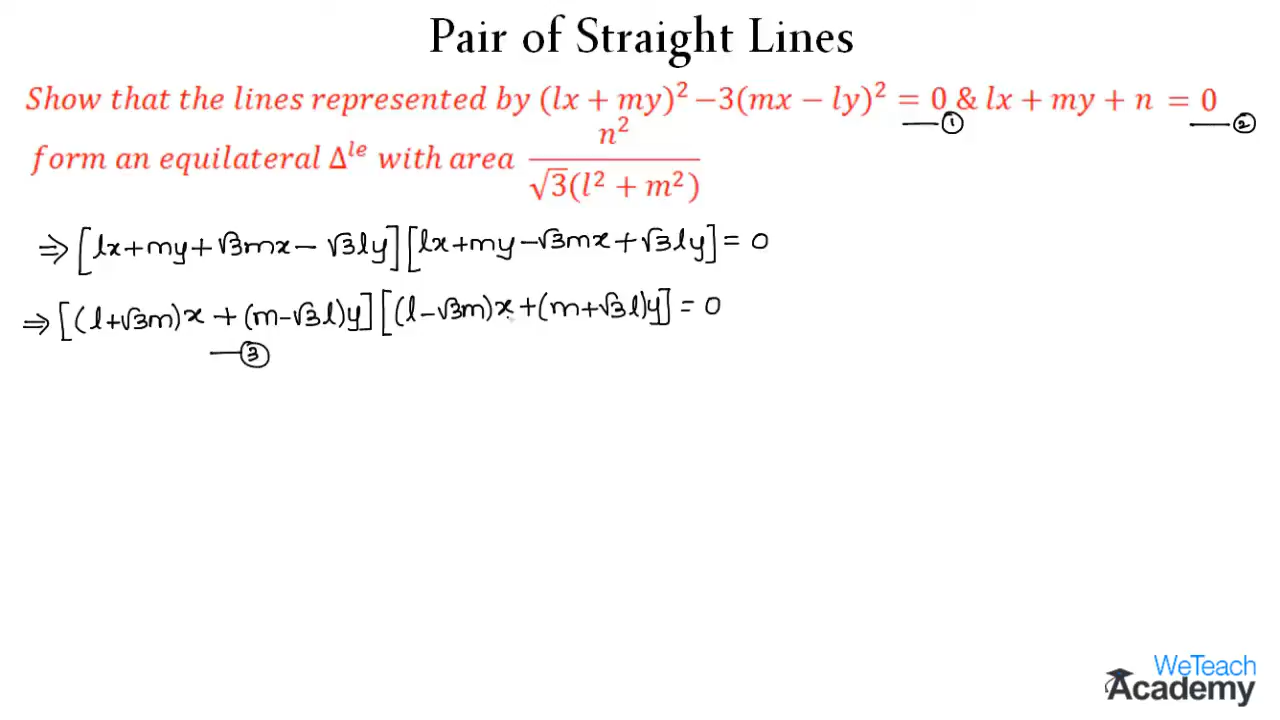 Pair of Straight Lines
Show that the lines represented by (lx + my)² −3(mx − ly)² = 0 & lx + my + n = 0
—① —②
form an equilateral Δˡᵉ with area n² / √3(l² + m²)
⇒ [lx+my+√3mx−√3ly][lx+my−√3mx+√3ly] = 0
⇒ [(l+√3m)x + (m−√3l)y][(l−√3m)x+(m+√3l)y] = 0
—③
WeTeach
Academy